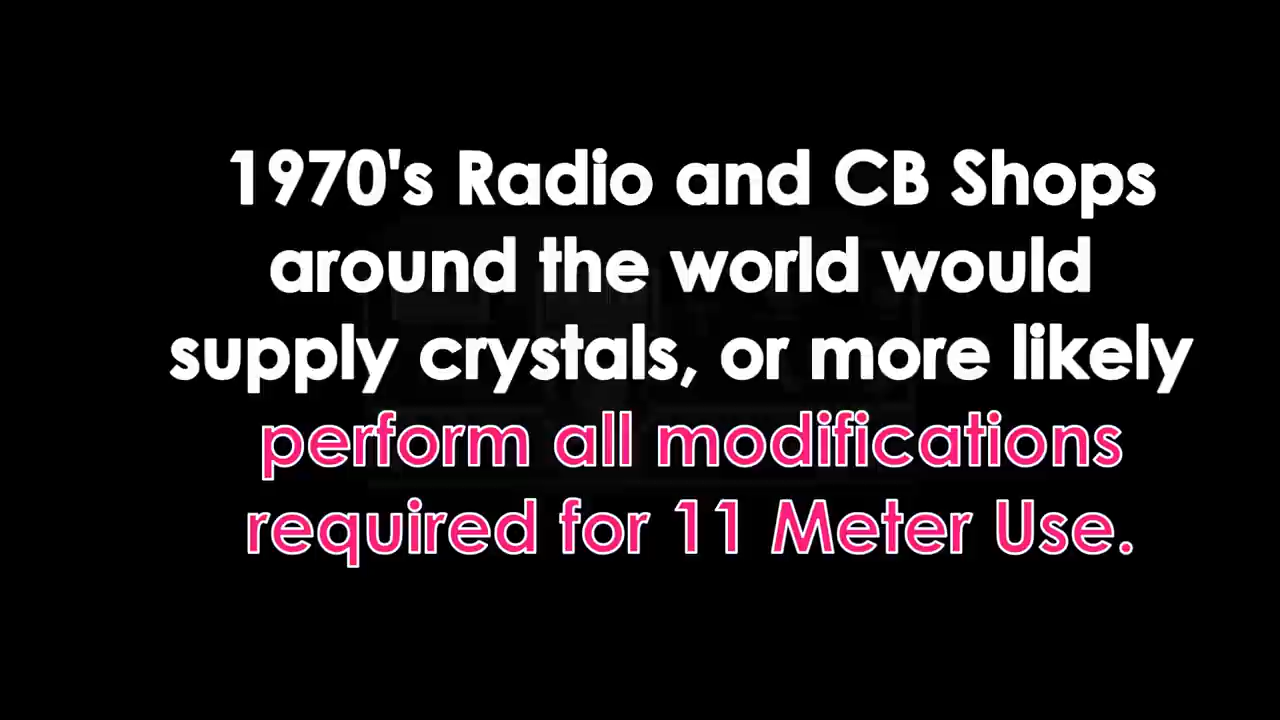 1970's Radio and CB Shops
around the world would
supply crystals, or more likely
perform all modifications
required for 11 Meter Use.